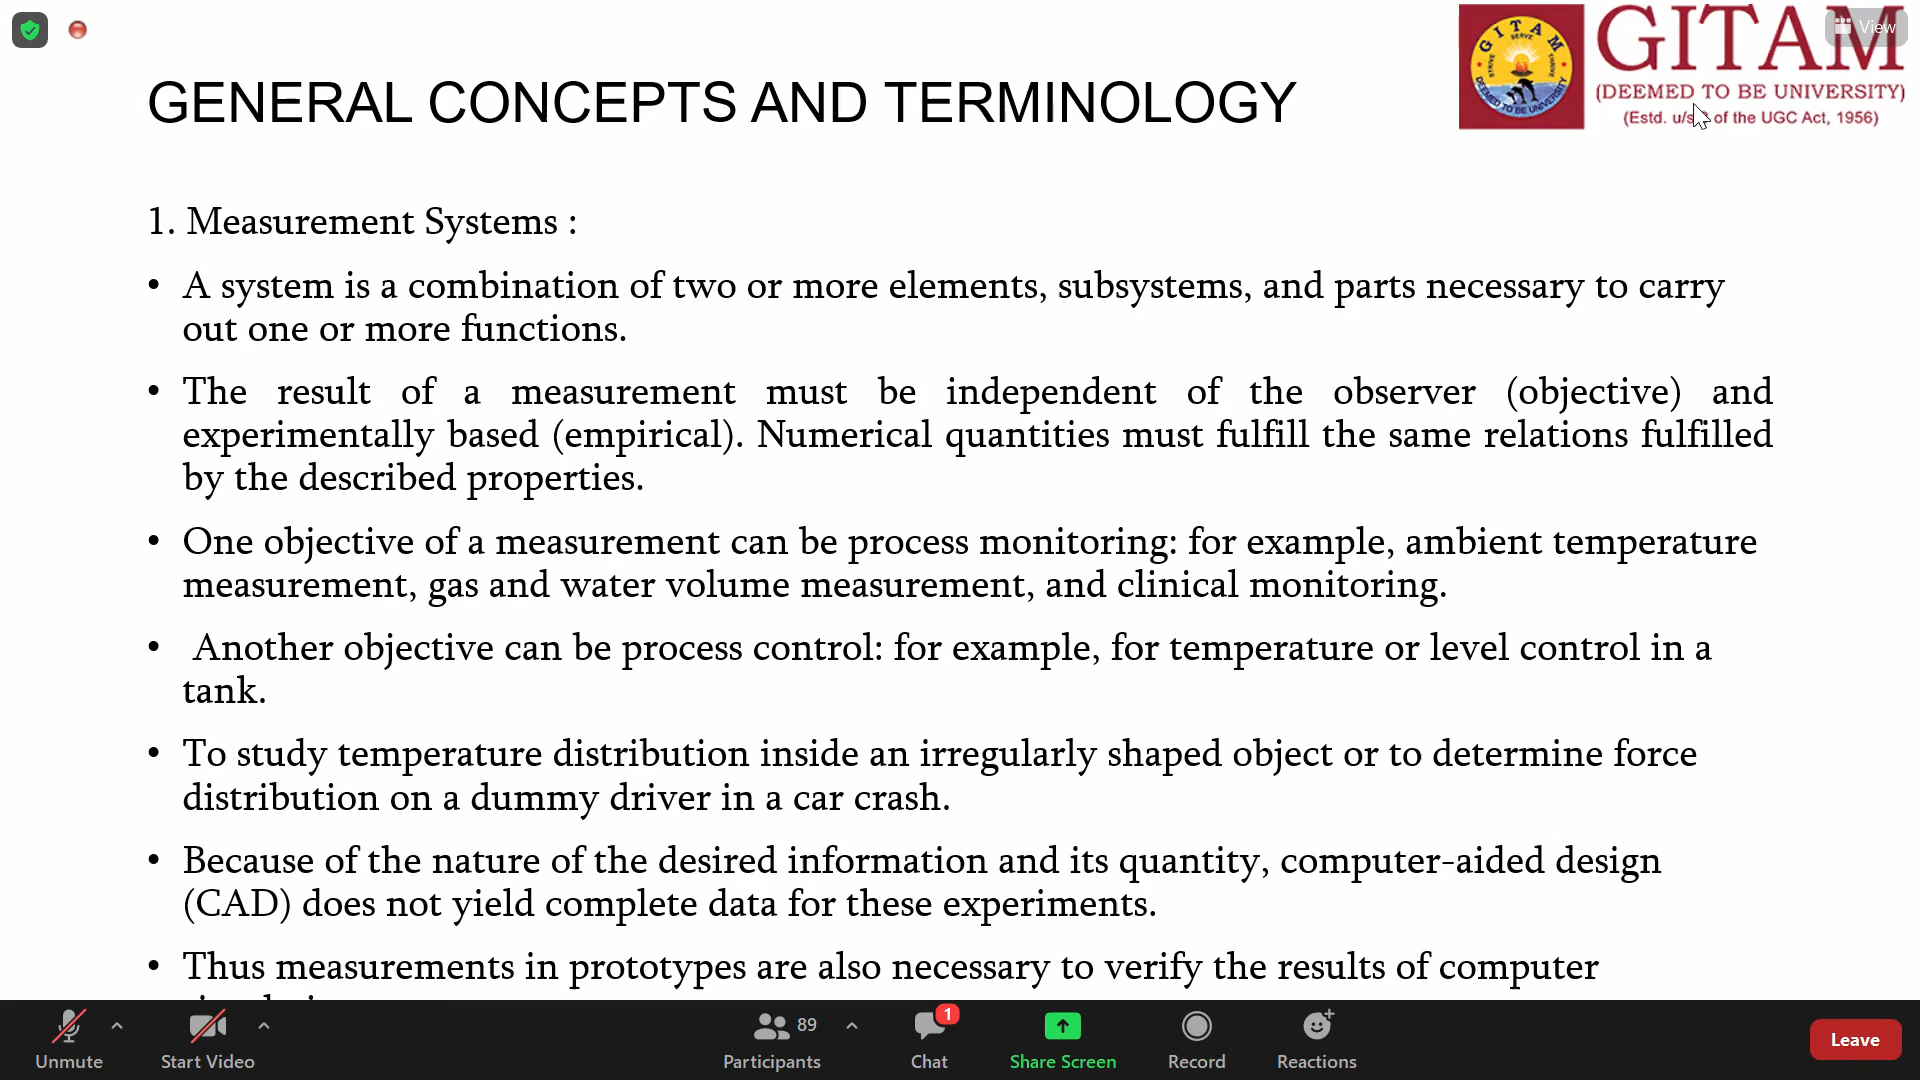 View
GITAM
(DEEMED TO BE UNIVERSITY)
(Estd. u/s of the UGC Act, 1956)
GITAM
DEEMED TO BE UNIVERSITY
GENERAL CONCEPTS AND TERMINOLOGY
1. Measurement Systems :
• A system is a combination of two or more elements, subsystems, and parts necessary to carry
out one or more functions.
• The result of a measurement must be independent of the observer (objective) and
experimentally based (empirical). Numerical quantities must fulfill the same relations fulfilled
by the described properties.
• One objective of a measurement can be process monitoring: for example, ambient temperature
measurement, gas and water volume measurement, and clinical monitoring.
• Another objective can be process control: for example, for temperature or level control in a
tank.
• To study temperature distribution inside an irregularly shaped object or to determine force
distribution on a dummy driver in a car crash.
• Because of the nature of the desired information and its quantity, computer-aided design
(CAD) does not yield complete data for these experiments.
• Thus measurements in prototypes are also necessary to verify the results of computer
Unmute
Start Video
89
Participants
1
Chat
Share Screen
Record
Reactions
Leave